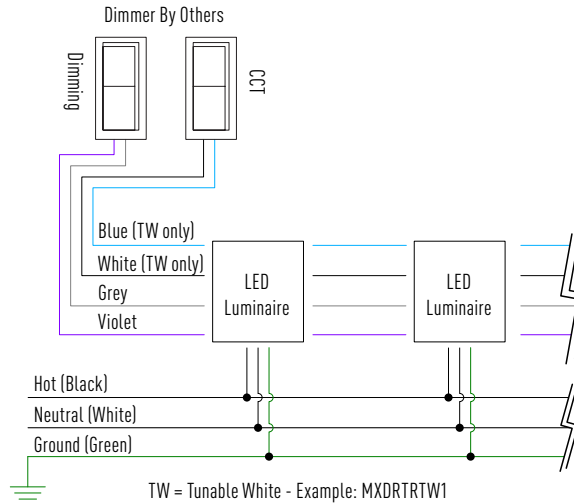 Dimmer By Others
Dimming
CCT
Blue (TW only)
White (TW only)
Grey
Violet
LED
Luminaire
LED
Luminaire
Hot (Black)
Neutral (White)
Ground (Green)
TW = Tunable White - Example: MXDRTRTW1